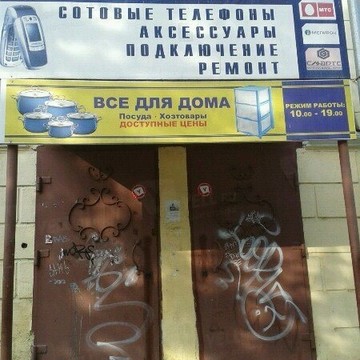 СОТОВЫЕ ТЕЛЕФОНЫ
АКСЕССУАРЫ
ПОДКЛЮЧЕНИЕ
РЕМОНТ
МТС
МЕГАФОН
ВСЕ ДЛЯ ДОМА
Посуда · Хозтовары
ДОСТУПНЫЕ ЦЕНЫ
РЕЖИМ РАБОТЫ:
10.00 - 19.00